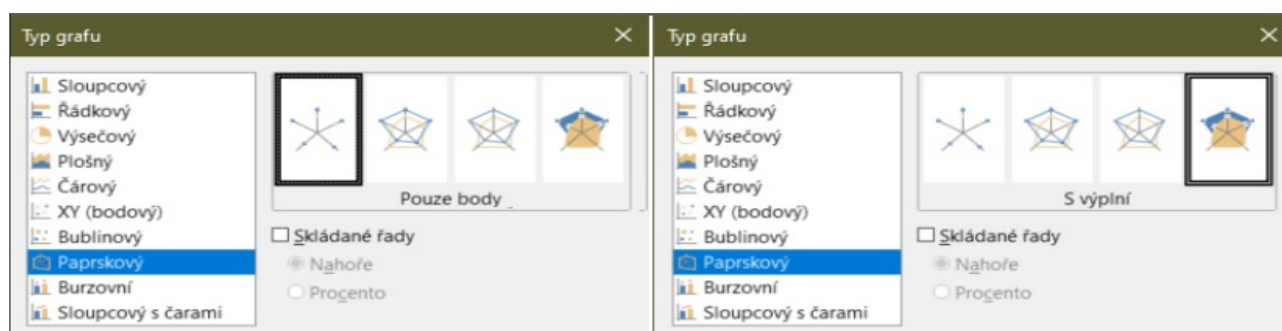 Typ grafu
Sloupcový
Řádkový
Výsečový
Plošný
Čárový
XY (bodový)
Bublinový
Paprskový
Burzovní
Sloupcový s čarami
Pouze body
Skládané řady
Nahoře
Procento
Typ grafu
Sloupcový
Řádkový
Výsečový
Plošný
Čárový
XY (bodový)
Bublinový
Paprskový
Burzovní
Sloupcový s čarami
S výplní
Skládané řady
Nahoře
Procento